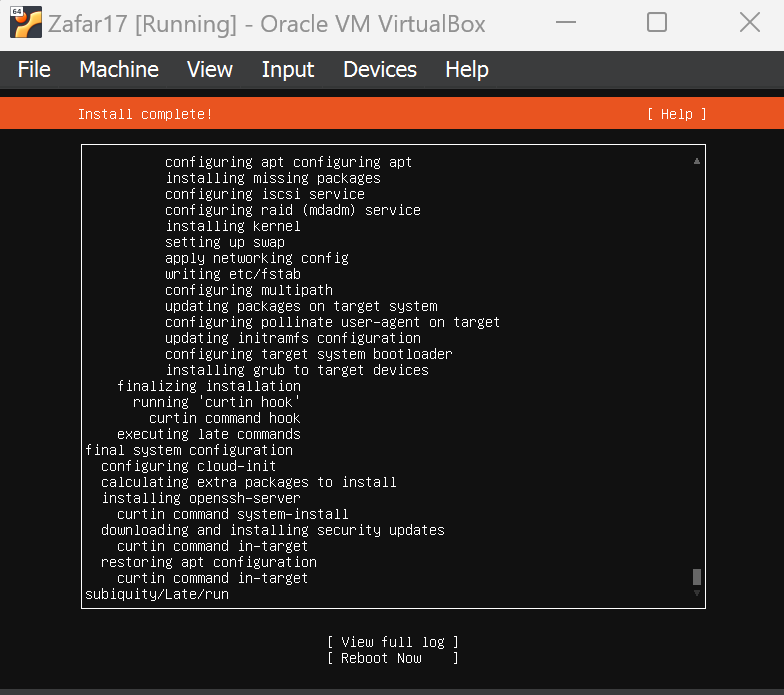 64
Zafar17 [Running] - Oracle VM VirtualBox
File Machine View Input Devices Help
Install complete! [ Help ]
configuring apt configuring apt
installing missing packages
configuring iscsi service
configuring raid (mdadm) service
installing kernel
setting up swap
apply networking config
writing etc/fstab
configuring multipath
updating packages on target system
configuring pollinate user-agent on target
updating initramfs configuration
configuring target system bootloader
installing grub to target devices
finalizing installation
running 'curtin hook'
curtin command hook
executing late commands
final system configuration
configuring cloud-init
calculating extra packages to install
installing openssh-server
curtin command system-install
downloading and installing security updates
curtin command in-target
restoring apt configuration
curtin command in-target
subiquity/Late/run
[ View full log ]
[ Reboot Now ]